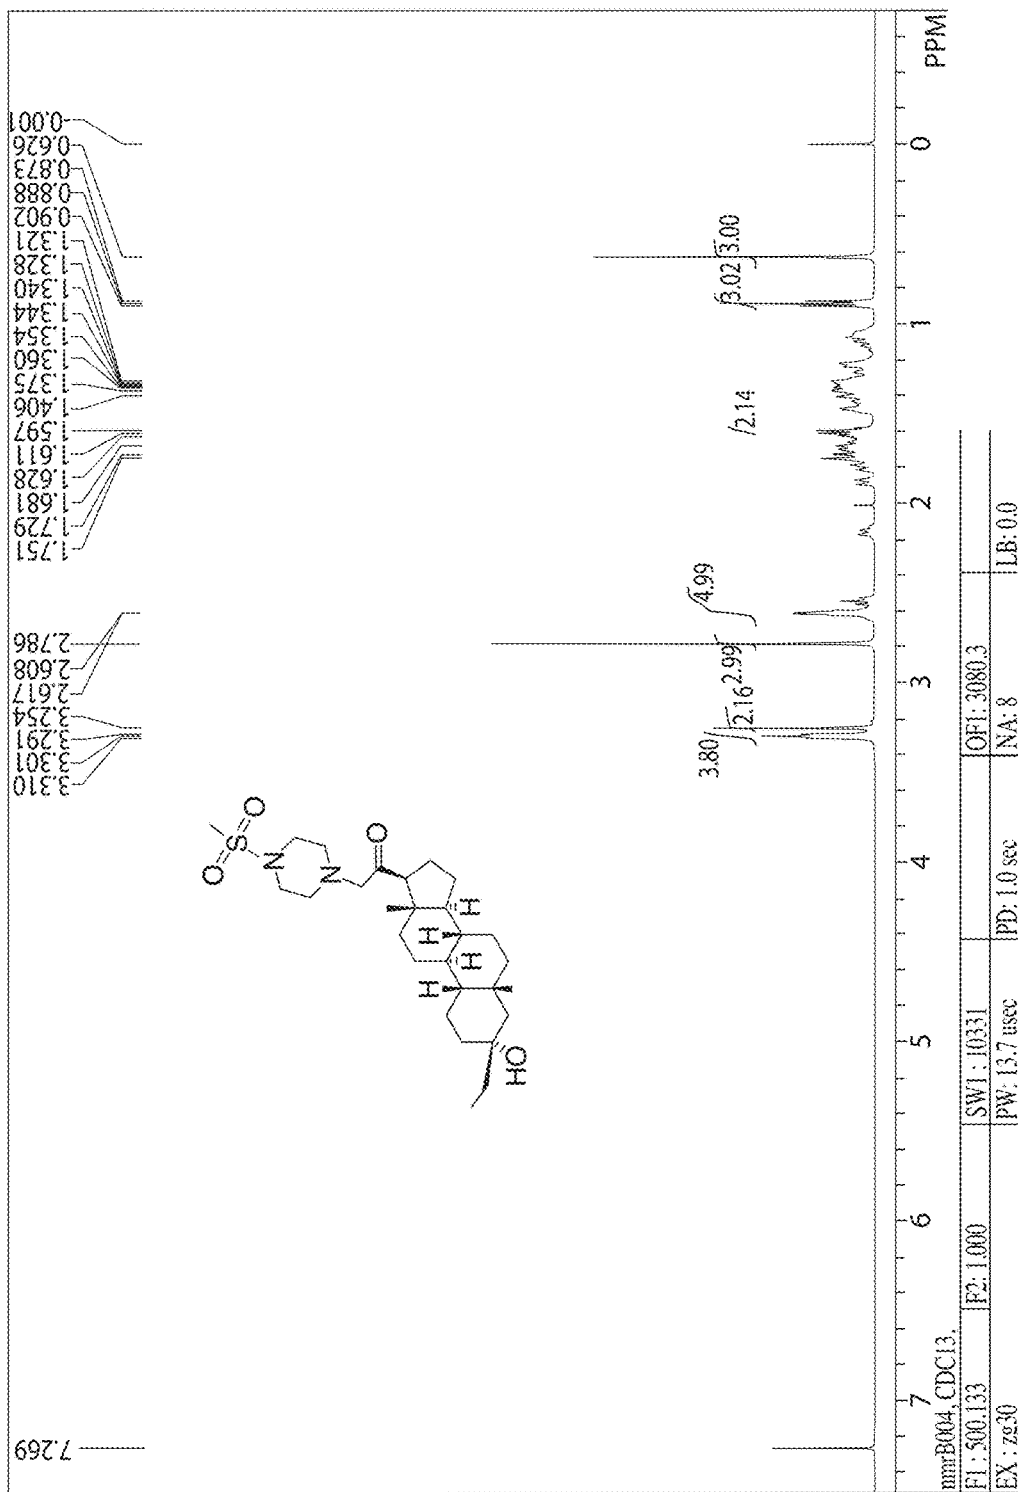 7.269
3.310
3.301
3.291
3.254
2.617
2.608
2.786
1.751
1.729
1.681
1.628
1.611
1.597
1.406
1.375
1.360
1.354
1.344
1.340
1.328
1.321
0.902
0.888
0.873
0.626
0.001
O
S
O
N
N
O
H
H
H
H
HO
3.80
2.16
2.99
4.99
2.14
3.02
3.00
7
6
5
4
3
2
1
0
PPM
nmrB004, CDC13,
F1: 500.133
F2: 1.000
SW1: 10331
OF1: 3080.3
EX: zg30
PW: 13.7 usec
PD: 1.0 sec
NA: 8
LB: 0.0